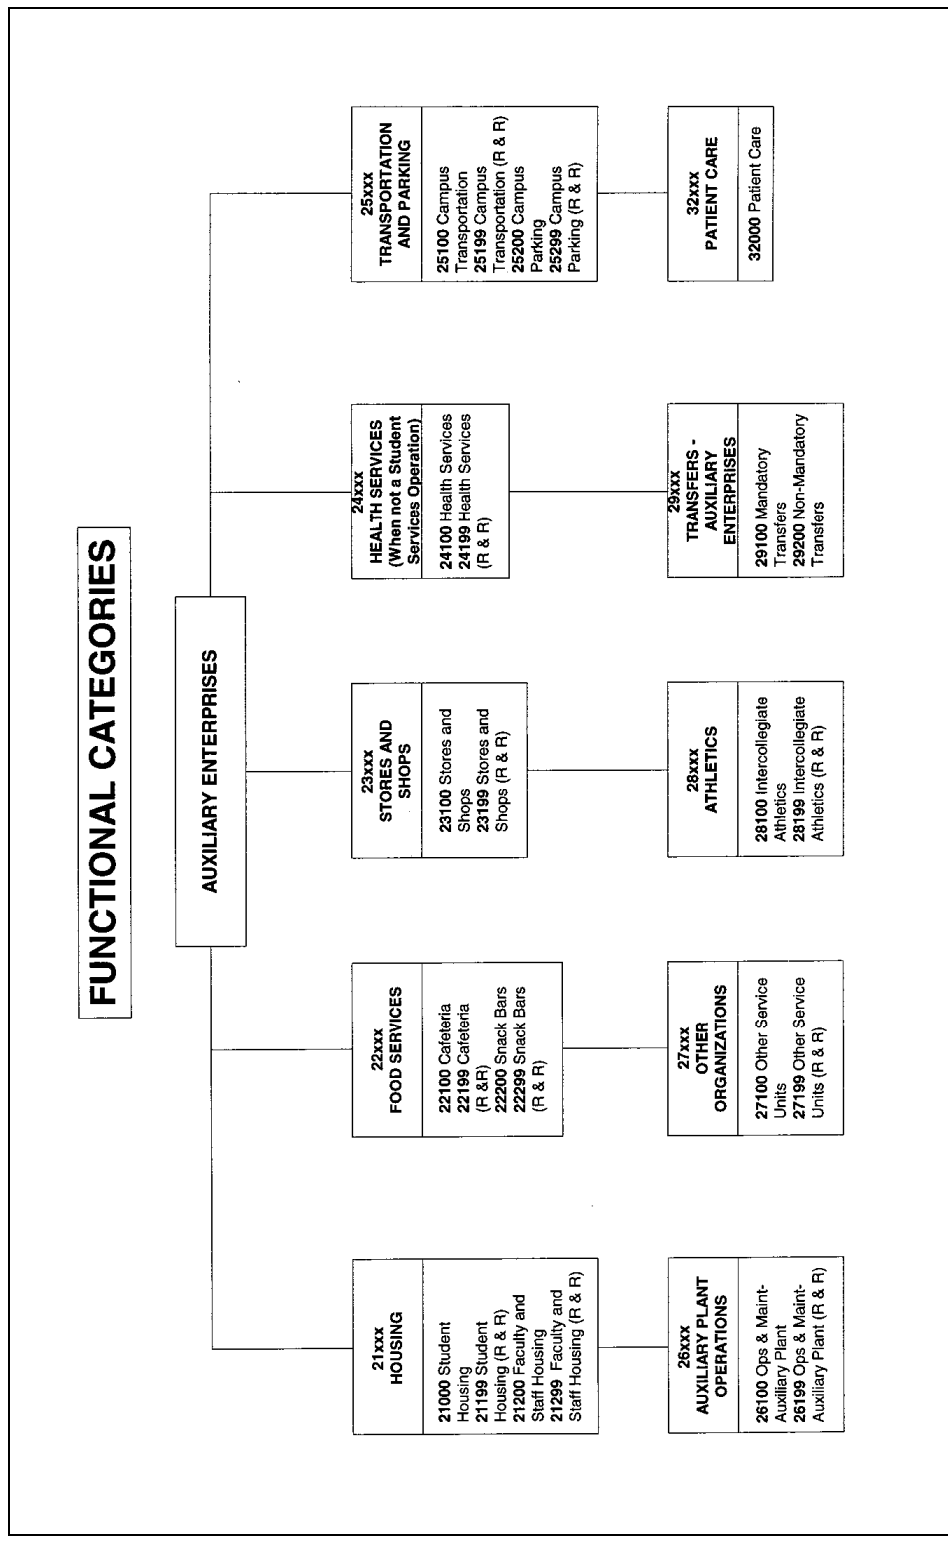 FUNCTIONAL CATEGORIES
AUXILIARY ENTERPRISES
21xxx
HOUSING
21000 Student
Housing
21199 Student
Housing (R & R)
21200 Faculty and
Staff Housing
21299 Faculty and
Staff Housing (R & R)
22xxx
FOOD SERVICES
22100 Cafeteria
22199 Cafeteria
(R &R)
22200 Snack Bars
22299 Snack Bars
(R & R)
23xxx
STORES AND
SHOPS
23100 Stores and
Shops
23199 Stores and
Shops (R & R)
24xxx
HEALTH SERVICES
(When not a Student
Services Operation)
24100 Health Services
24199 Health Services
(R & R)
25xxx
TRANSPORTATION
AND PARKING
25100 Campus
Transportation
25199 Campus
Transportation (R & R)
25200 Campus
Parking
25299 Campus
Parking (R & R)
26xxx
AUXILIARY PLANT
OPERATIONS
26100 Ops & Maint-
Auxiliary Plant
26199 Ops & Maint-
Auxiliary Plant (R & R)
27xxx
OTHER
ORGANIZATIONS
27100 Other Service
Units
27199 Other Service
Units (R & R)
28xxx
ATHLETICS
28100 Intercollegiate
Athletics
28199 Intercollegiate
Athletics (R & R)
29xxx
TRANSFERS -
AUXILIARY
ENTERPRISES
29100 Mandatory
Transfers
29200 Non-Mandatory
Transfers
32xxx
PATIENT CARE
32000 Patient Care